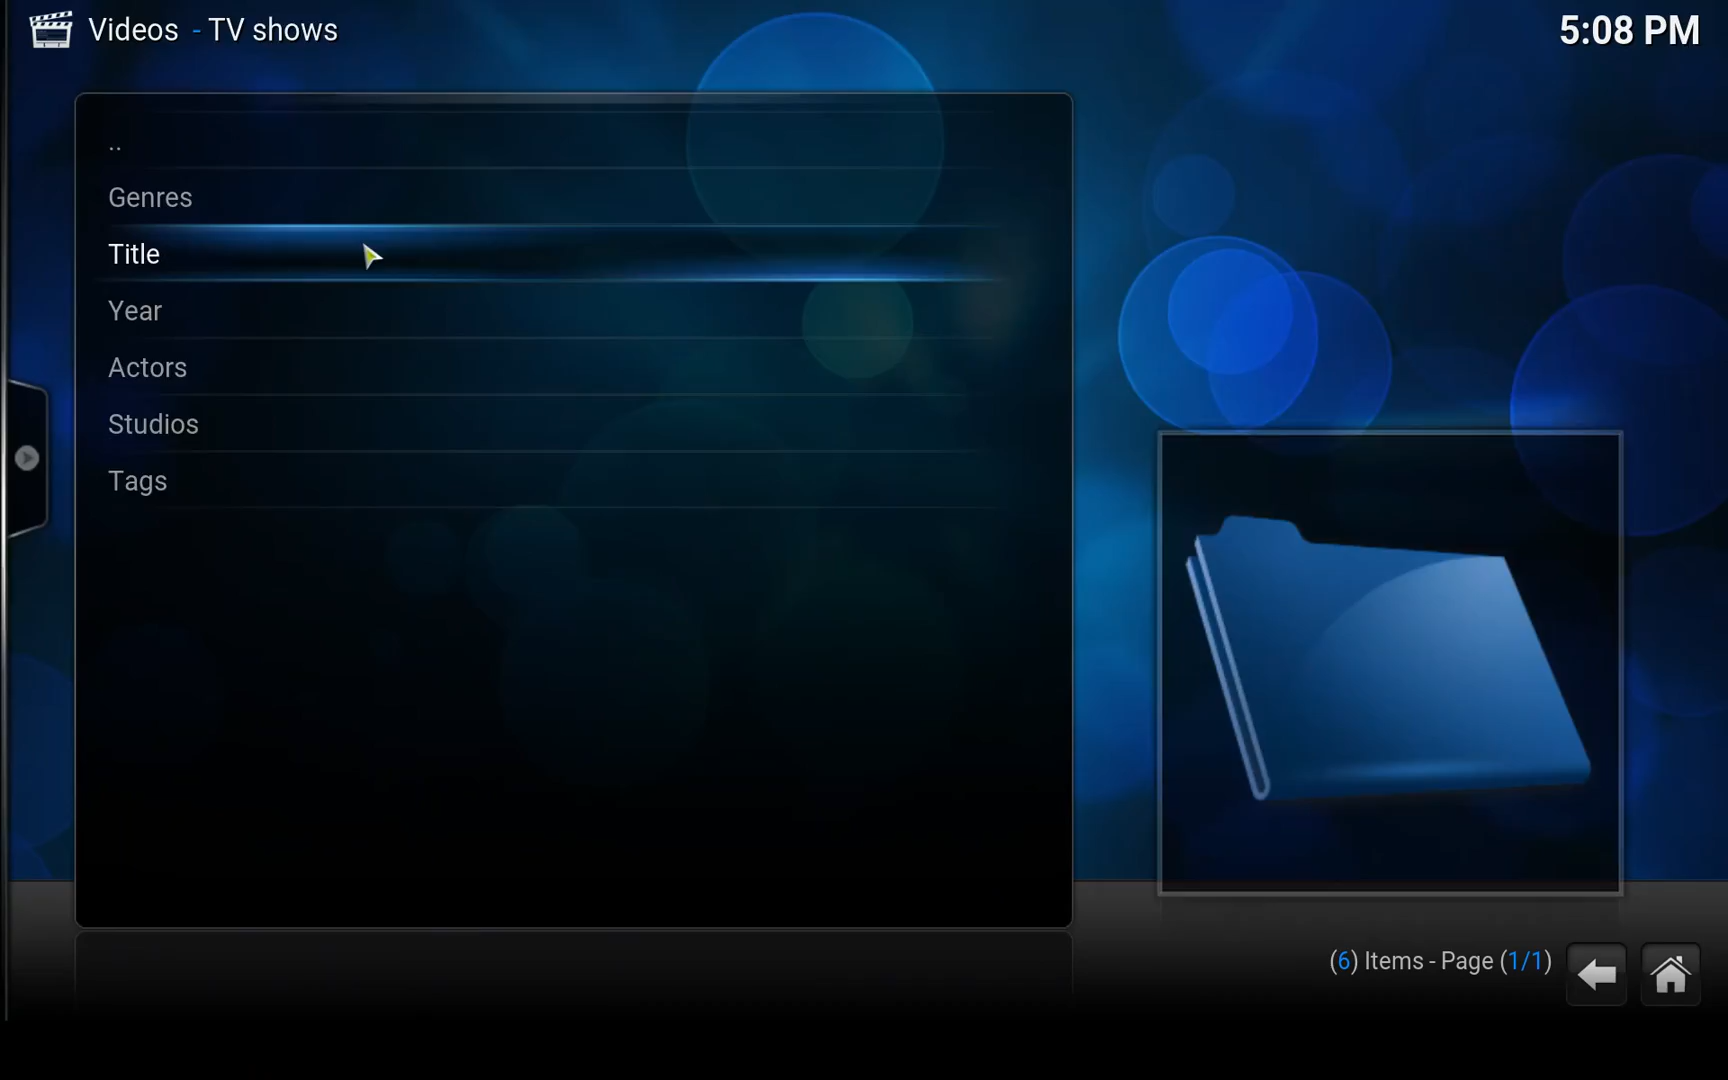 Videos - TV shows
5:08 PM
..
Genres
Title
Year
Actors
Studios
Tags
(6) Items - Page (1/1)